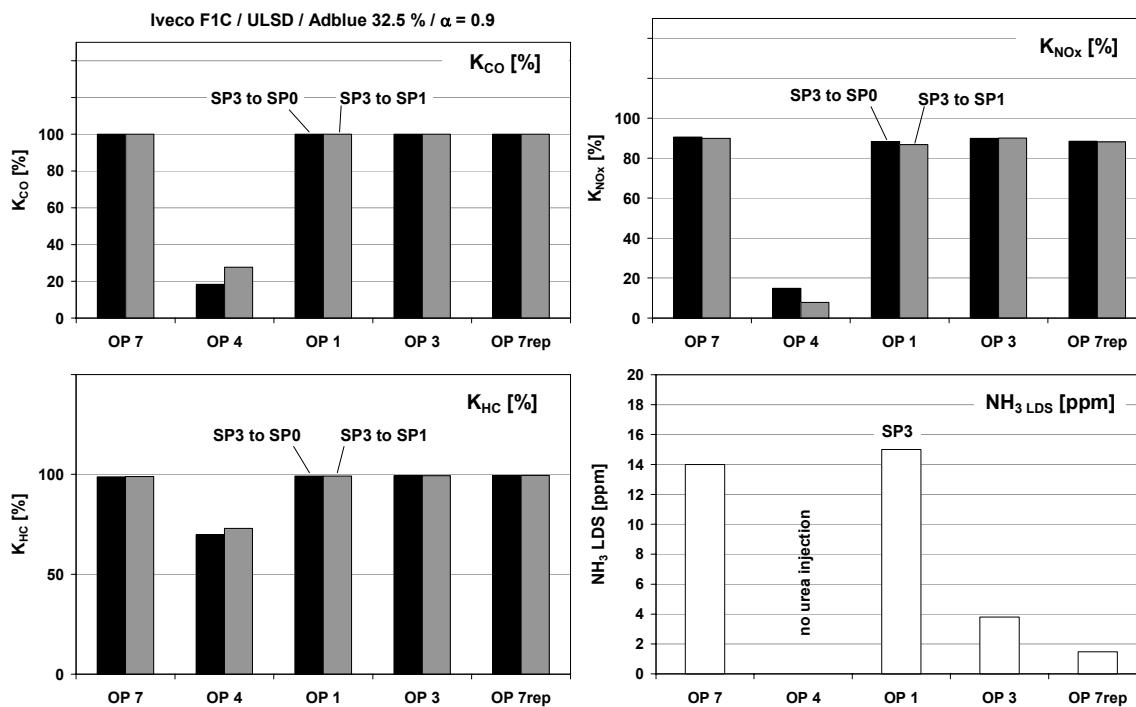 Iveco F1C / ULSD / Adblue 32.5 % / α = 0.9
K_CO [%]
SP3 to SP0 SP3 to SP1
K_CO [%]
100
80
60
40
20
0
OP 7 OP 4 OP 1 OP 3 OP 7rep
K_NOx [%]
SP3 to SP0 SP3 to SP1
K_NOx [%]
100
80
60
40
20
0
OP 7 OP 4 OP 1 OP 3 OP 7rep
K_HC [%]
SP3 to SP0 SP3 to SP1
K_HC [%]
100
50
0
OP 7 OP 4 OP 1 OP 3 OP 7rep
NH3 LDS [ppm]
SP3
NH3 LDS [ppm]
20
18
16
14
12
10
8
6
4
2
0
no urea injection
OP 7 OP 4 OP 1 OP 3 OP 7rep